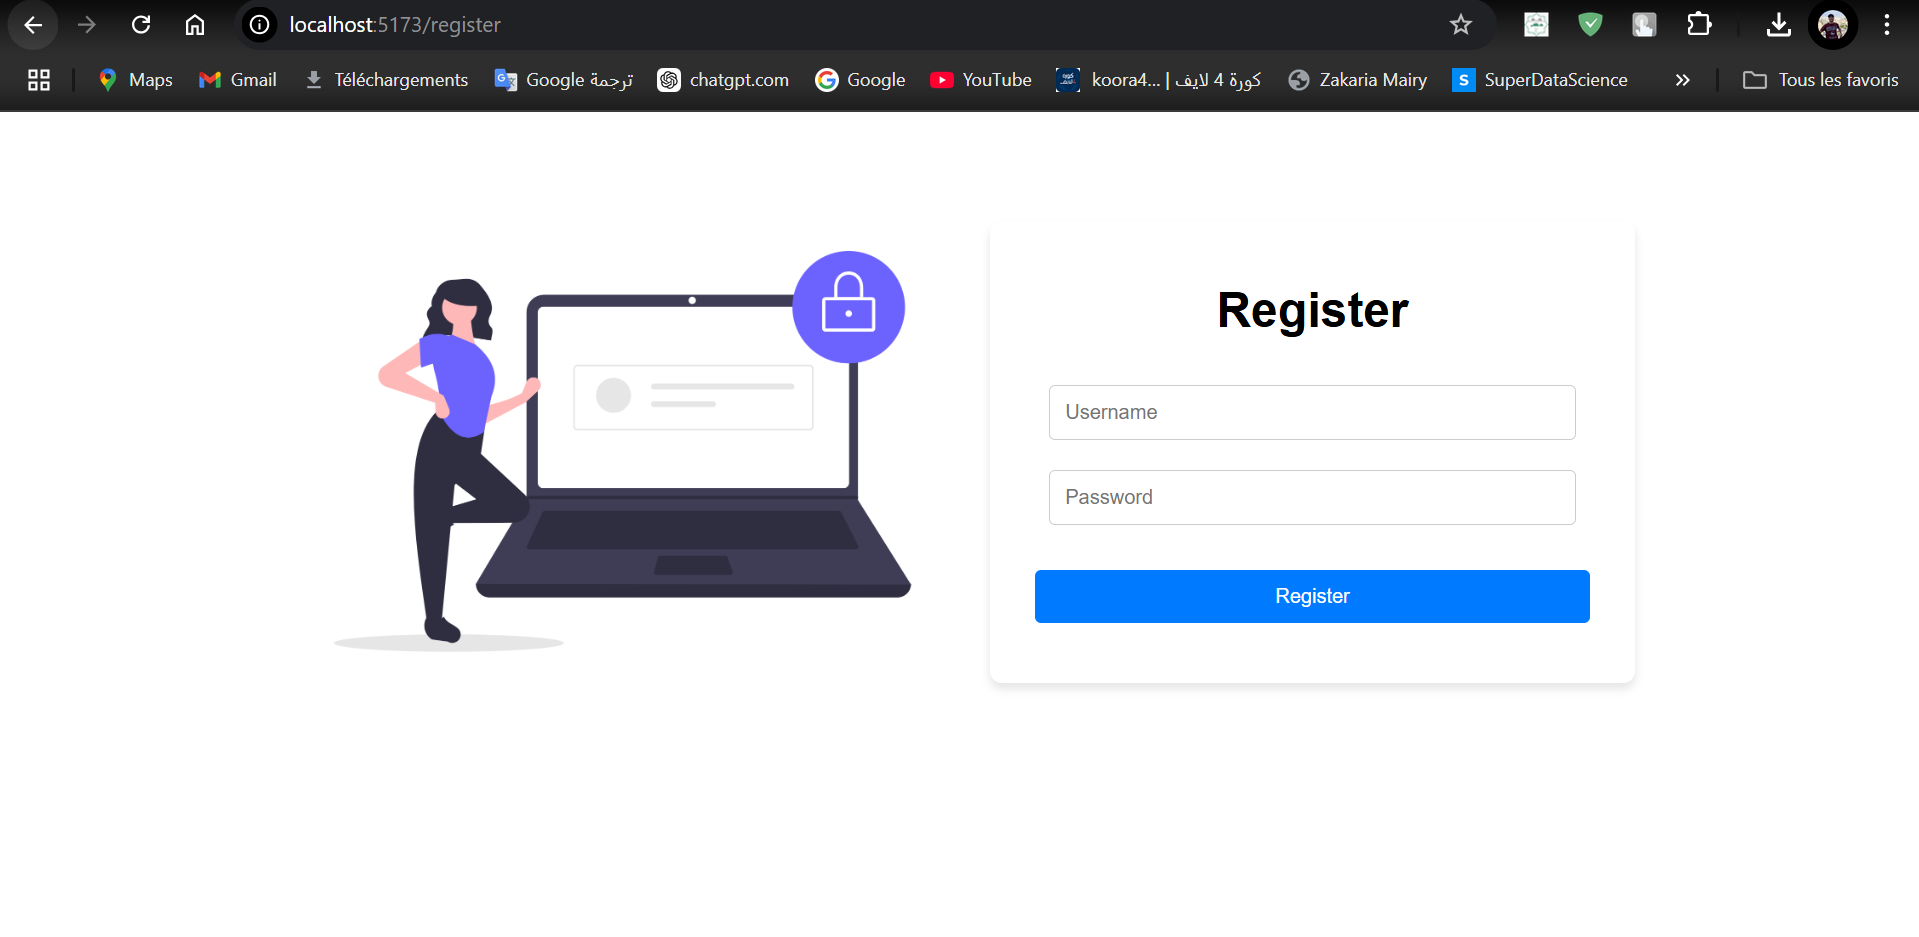 localhost:5173/register
Maps
Gmail
Téléchargements
Google ترجمة
chatgpt.com
Google
YouTube
koora4... | كورة 4 لايف
Zakaria Mairy
S SuperDataScience
Tous les favoris
Register
Username
Password
Register